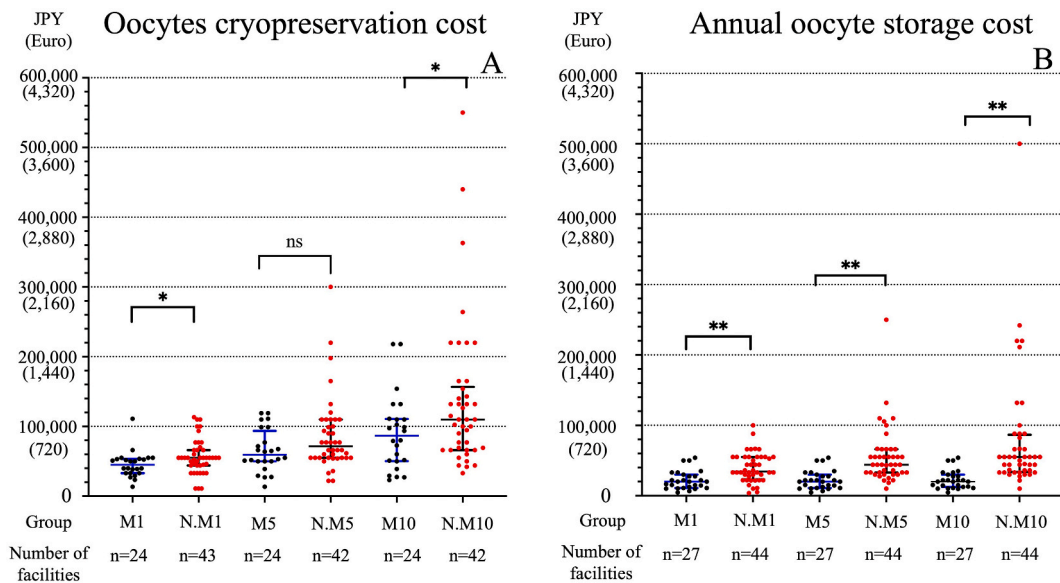 JPY
(Euro)
Oocytes cryopreservation cost
A
600,000
(4,320)
500,000
(3,600)
400,000
(2,880)
300,000
(2,160)
200,000
(1,440)
100,000
(720)
0
*
ns
*
Group
M1 N.M1 M5 N.M5 M10 N.M10
Number of
facilities
n=24 n=43 n=24 n=42 n=24 n=42
JPY
(Euro)
Annual oocyte storage cost
B
600,000
(4,320)
500,000
(3,600)
400,000
(2,880)
300,000
(2,160)
200,000
(1,440)
100,000
(720)
0
**
**
**
Group
M1 N.M1 M5 N.M5 M10 N.M10
Number of
facilities
n=27 n=44 n=27 n=44 n=27 n=44